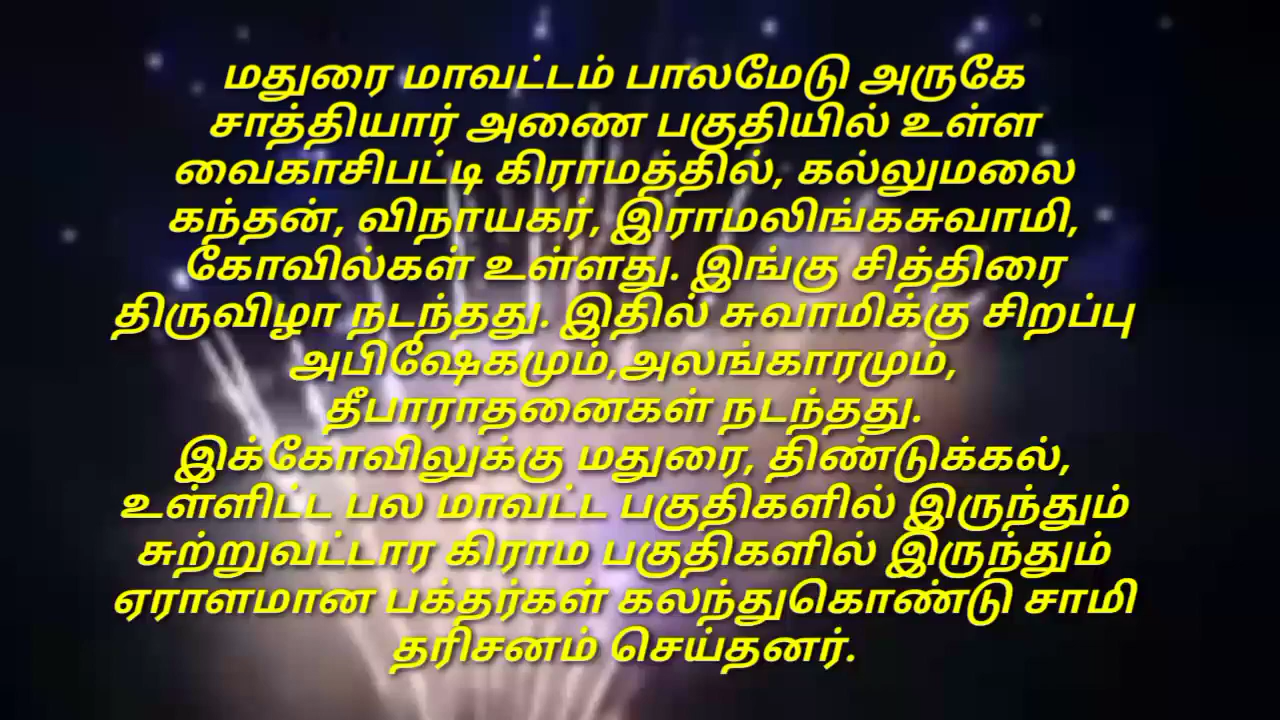 மதுரை மாவட்டம் பாலமேடு அருகே
சாத்தியார் அணை பகுதியில் உள்ள
வைகாசிபட்டி கிராமத்தில், கல்லுமலை
கந்தன், விநாயகர், இராமலிங்கசுவாமி,
கோவில்கள் உள்ளது. இங்கு சித்திரை
திருவிழா நடந்தது. இதில் சுவாமிக்கு சிறப்பு
அபிஷேகமும்,அலங்காரமும்,
தீபாராதனைகள் நடந்தது.
இக்கோவிலுக்கு மதுரை, திண்டுக்கல்,
உள்ளிட்ட பல மாவட்ட பகுதிகளில் இருந்தும்
சுற்றுவட்டார கிராம பகுதிகளில் இருந்தும்
ஏராளமான பக்தர்கள் கலந்துகொண்டு சாமி
தரிசனம் செய்தனர்.